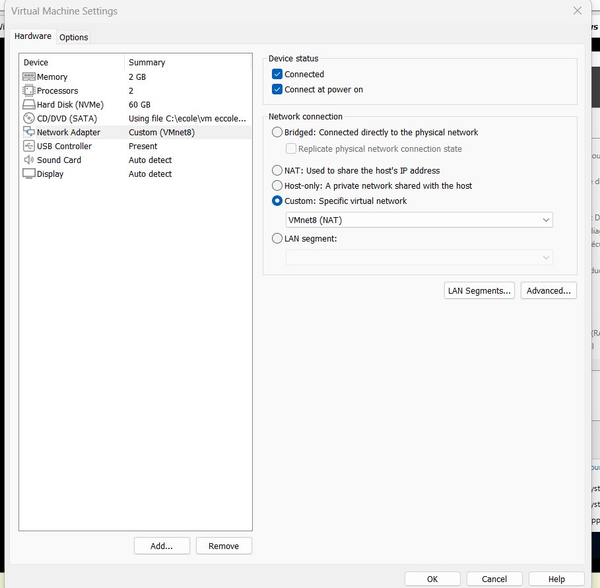 Virtual Machine Settings
Hardware Options
Device Summary
Memory 2 GB
Processors 2
Hard Disk (NVMe) 60 GB
CD/DVD (SATA) Using file C:\ecole\vm eccole...
Network Adapter Custom (VMnet8)
USB Controller Present
Sound Card Auto detect
Display Auto detect
Add... Remove
Device status
Connected
Connect at power on
Network connection
Bridged: Connected directly to the physical network
Replicate physical network connection state
NAT: Used to share the host's IP address
Host-only: A private network shared with the host
Custom: Specific virtual network
VMnet8 (NAT)
LAN segment:
LAN Segments... Advanced...
OK Cancel Help